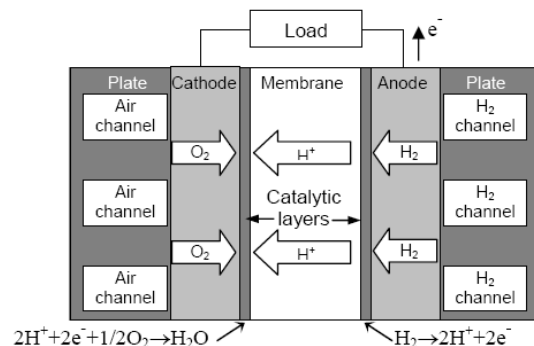 Load
e⁻
Plate
Cathode
Membrane
Anode
Plate
Air
channel
H₂
channel
O₂
H⁺
H₂
Air
channel
Catalytic
layers
H₂
channel
O₂
H⁺
H₂
Air
channel
H₂
channel
2H⁺+2e⁻+1/2O₂→H₂O
H₂→2H⁺+2e⁻